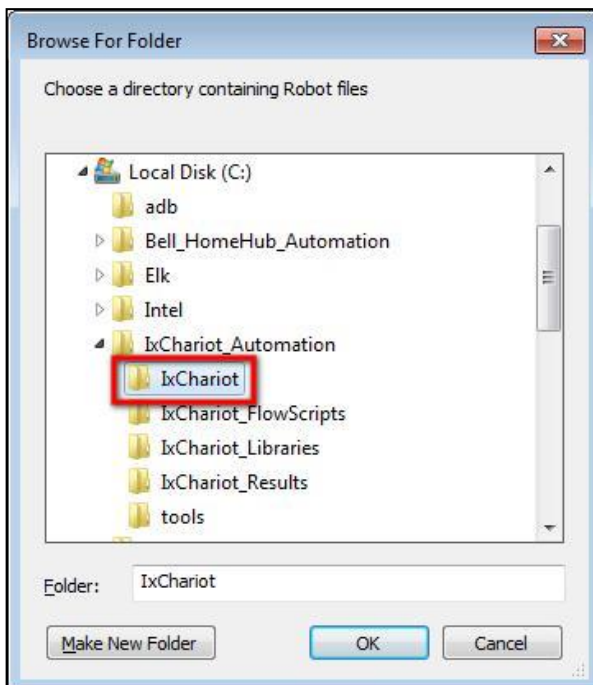 Browse For Folder
Choose a directory containing Robot files
Local Disk (C:)
adb
Bell_HomeHub_Automation
Elk
Intel
IxChariot_Automation
IxChariot
IxChariot_FlowScripts
IxChariot_Libraries
IxChariot_Results
tools
Folder: IxChariot
Make New Folder OK Cancel